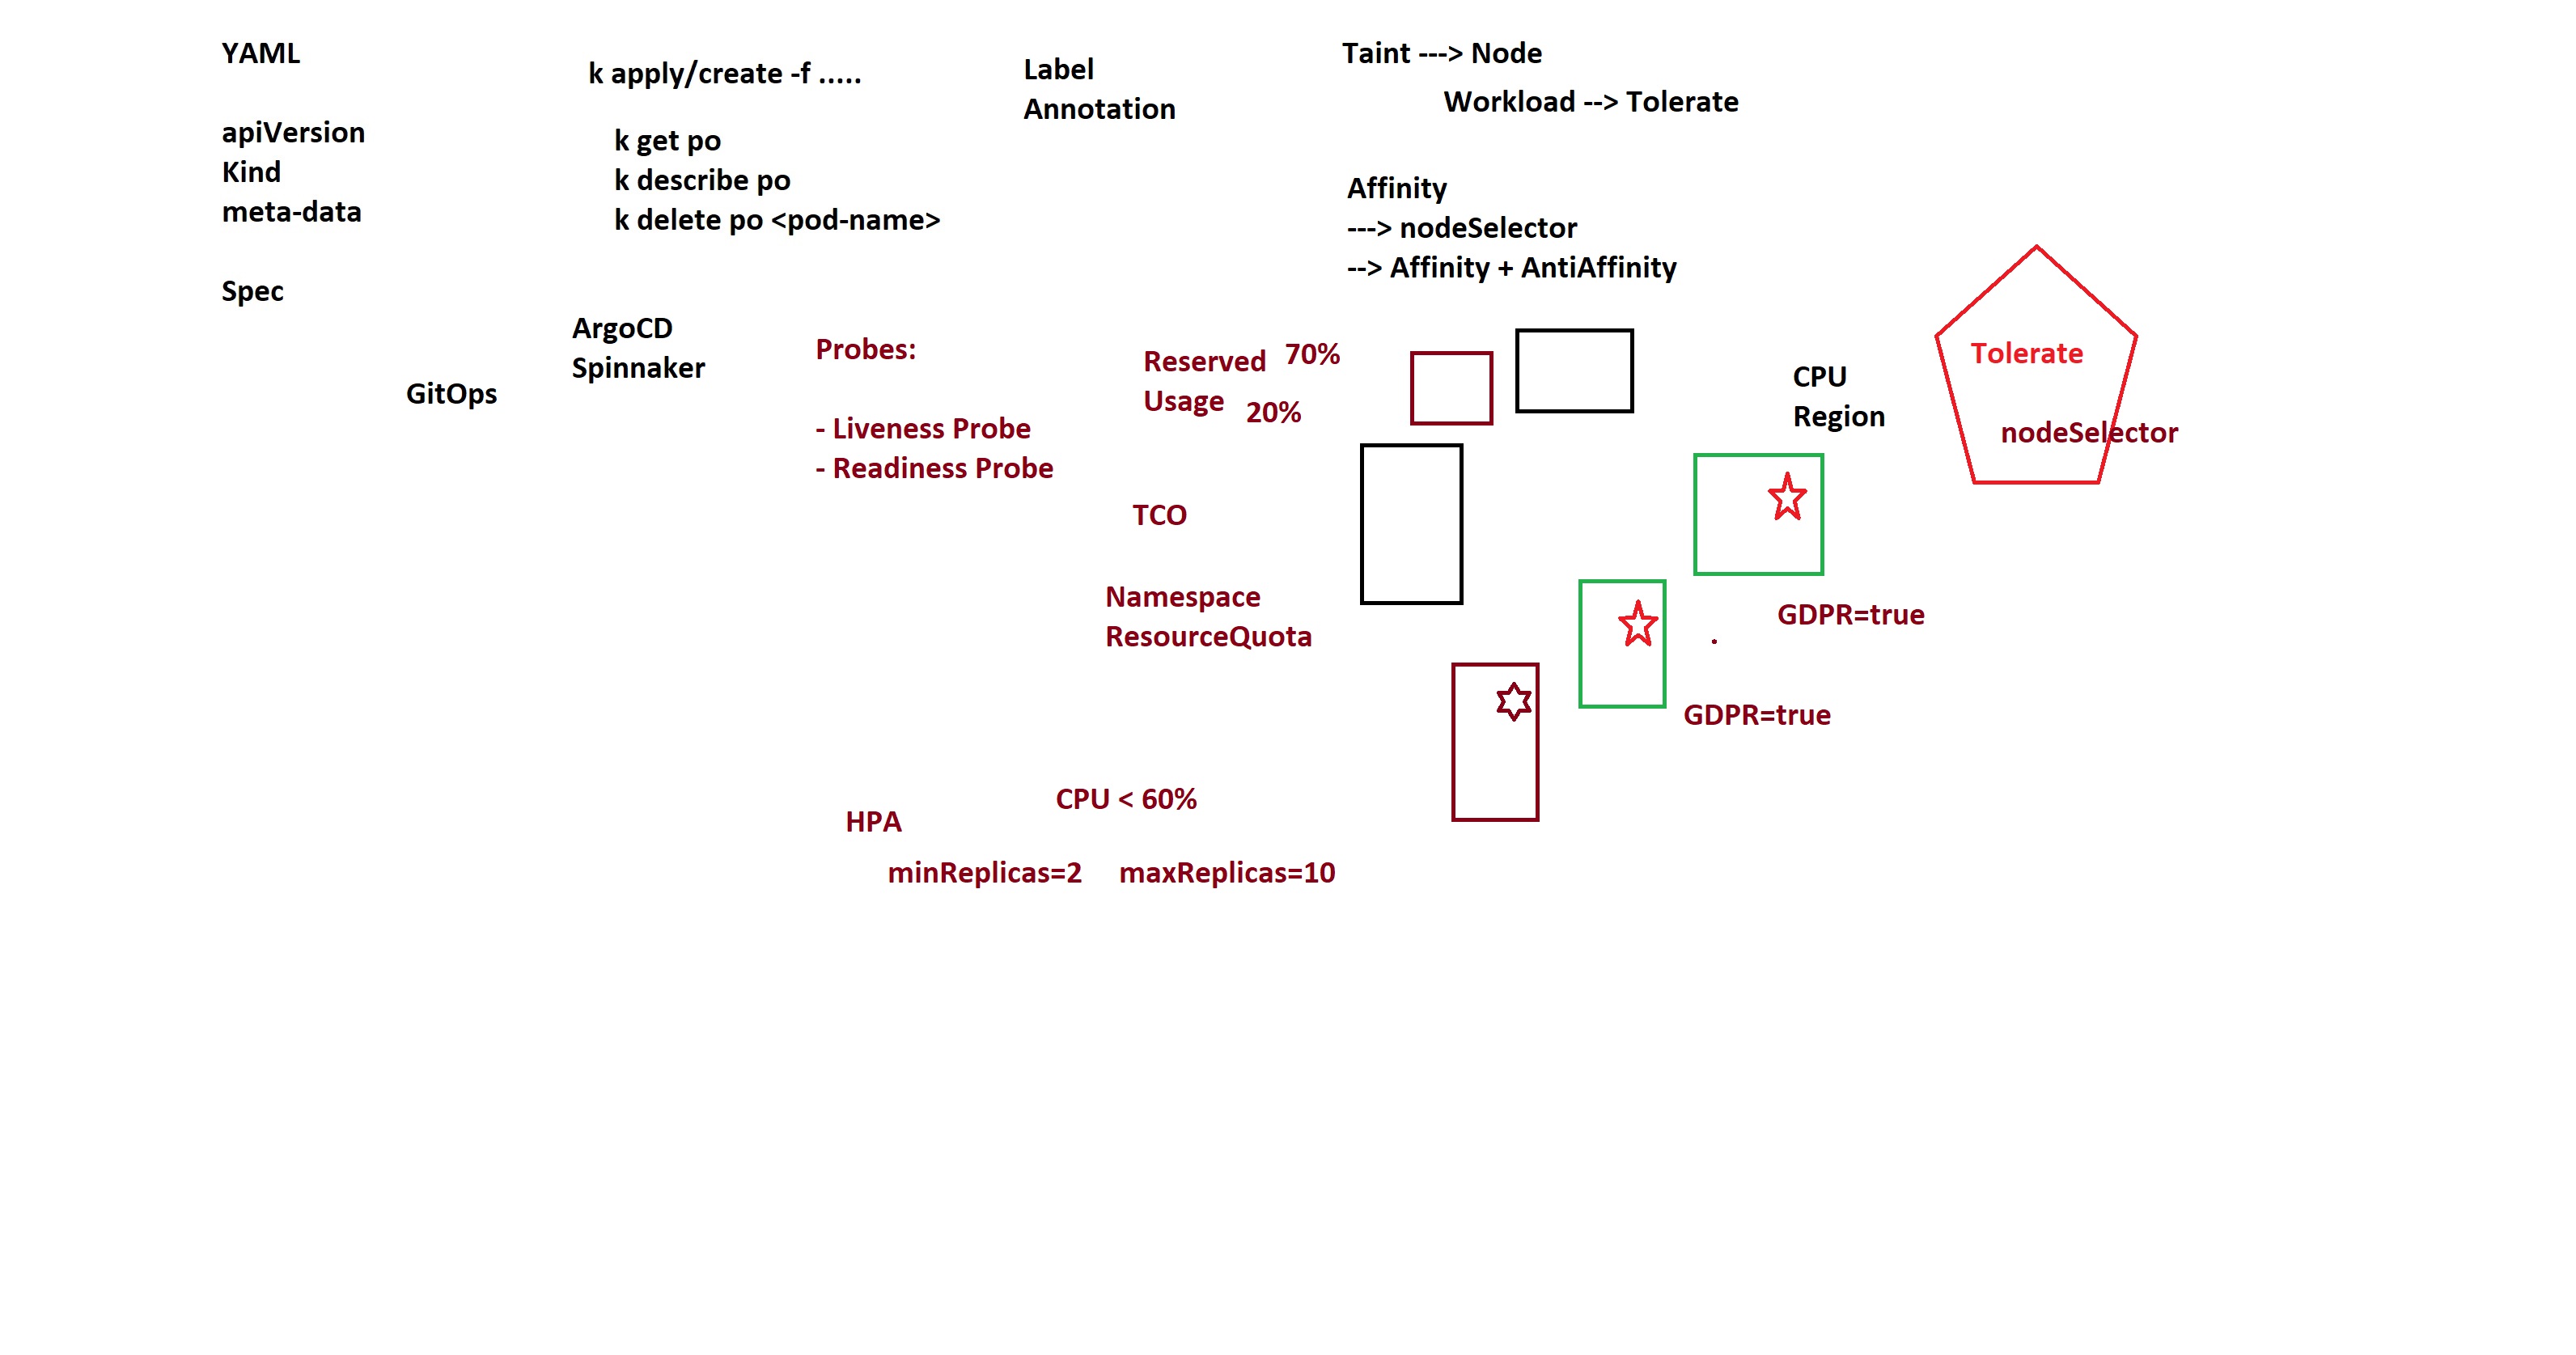 YAML
apiVersion
Kind
meta-data
Spec
k apply/create -f .....
k get po
k describe po
k delete po <pod-name>
Label
Annotation
Taint ---> Node
Workload --> Tolerate
Affinity
---> nodeSelector
--> Affinity + AntiAffinity
ArgoCD
Spinnaker
GitOps
Probes:
- Liveness Probe
- Readiness Probe
Reserved 70%
Usage 20%
TCO
Namespace
ResourceQuota
CPU
Region
Tolerate
nodeSelector
GDPR=true
GDPR=true
CPU < 60%
HPA
minReplicas=2 maxReplicas=10